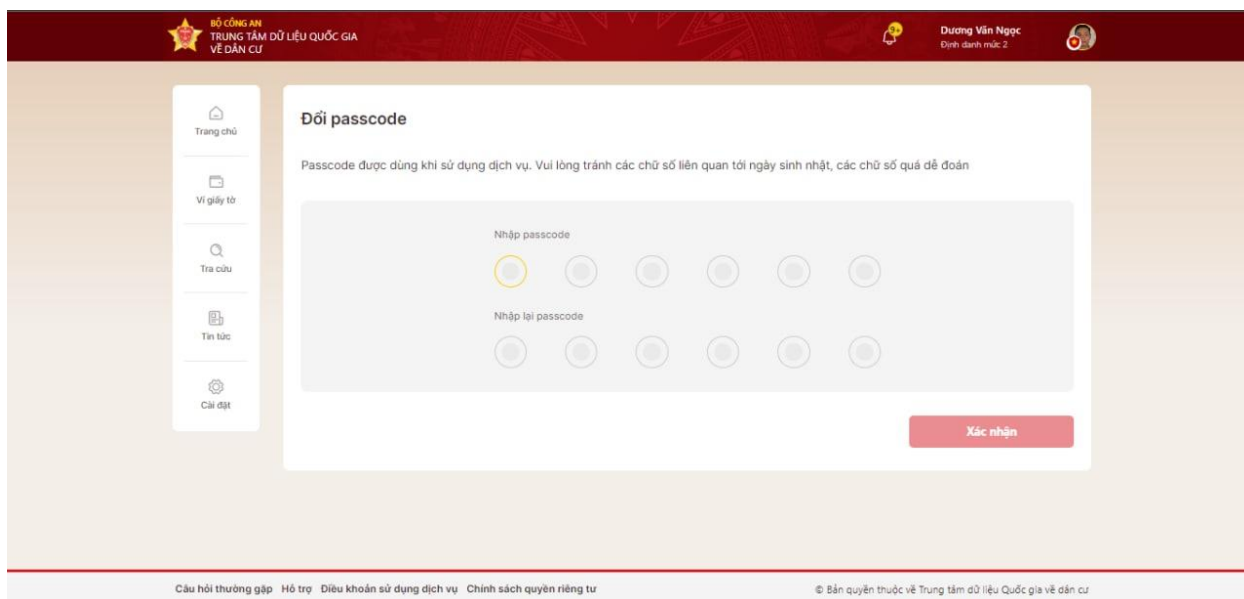 BỘ CÔNG AN
TRUNG TÂM DỮ LIỆU QUỐC GIA
VỀ DÂN CƯ
9+
Dương Văn Ngọc
Định danh mức 2
Trang chủ
Ví giấy tờ
Tra cứu
Tin tức
Cài đặt
Đổi passcode
Passcode được dùng khi sử dụng dịch vụ. Vui lòng tránh các chữ số liên quan tới ngày sinh nhật, các chữ số quá dễ đoán
Nhập passcode
Nhập lại passcode
Xác nhận
Câu hỏi thường gặp Hỗ trợ Điều khoản sử dụng dịch vụ Chính sách quyền riêng tư
© Bản quyền thuộc về Trung tâm dữ liệu Quốc gia về dân cư